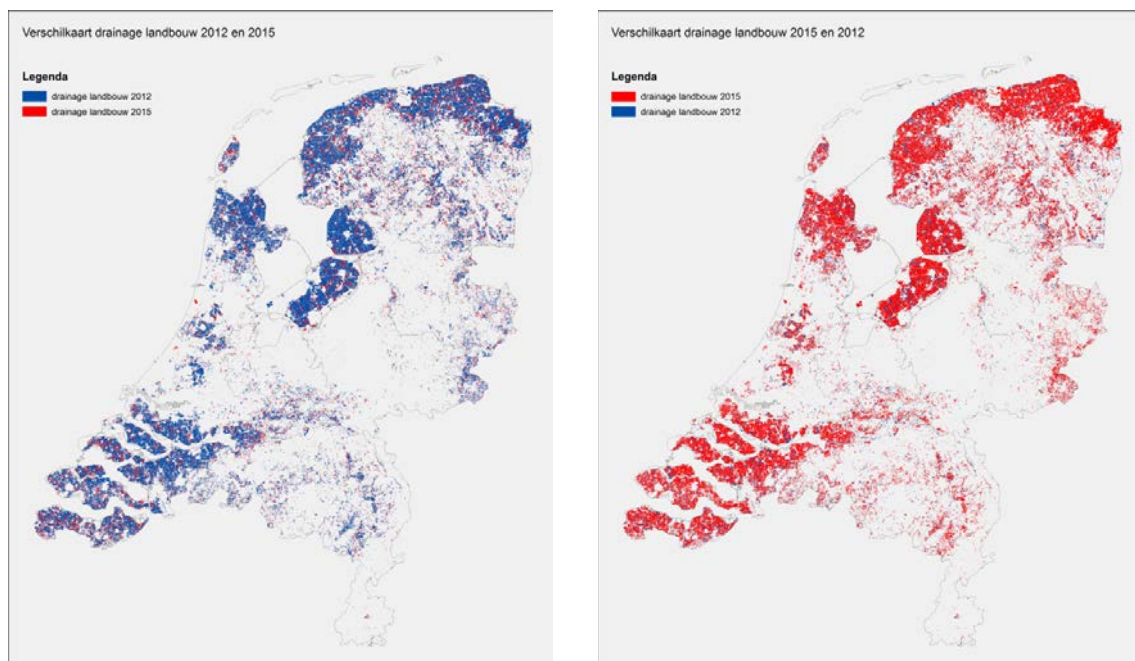 Verschilkaart drainage landbouw 2012 en 2015
Legenda
drainage landbouw 2012
drainage landbouw 2015
Verschilkaart drainage landbouw 2015 en 2012
Legenda
drainage landbouw 2015
drainage landbouw 2012